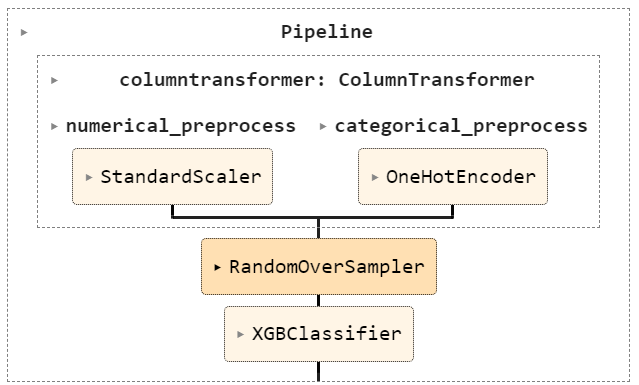 Pipeline
columntransformer: ColumnTransformer
numerical_preprocess categorical_preprocess
StandardScaler OneHotEncoder
RandomOverSampler
XGBClassifier